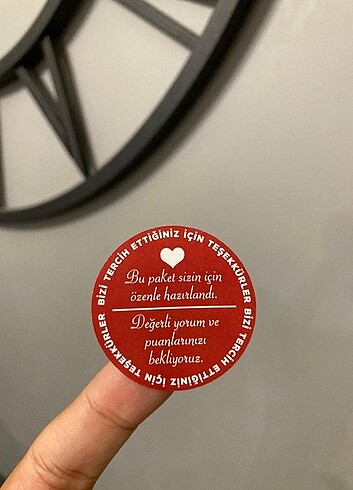 BİZİ TERCİH ETTİĞİNİZ İÇİN TEŞEKKÜRLER
BİZİ TERCİH ETTİĞİNİZ İÇİN TEŞEKKÜRLER
Bu paket sizin için
özenle hazırlandı.
Değerli yorum ve
puanlarınızı
bekliyoruz.